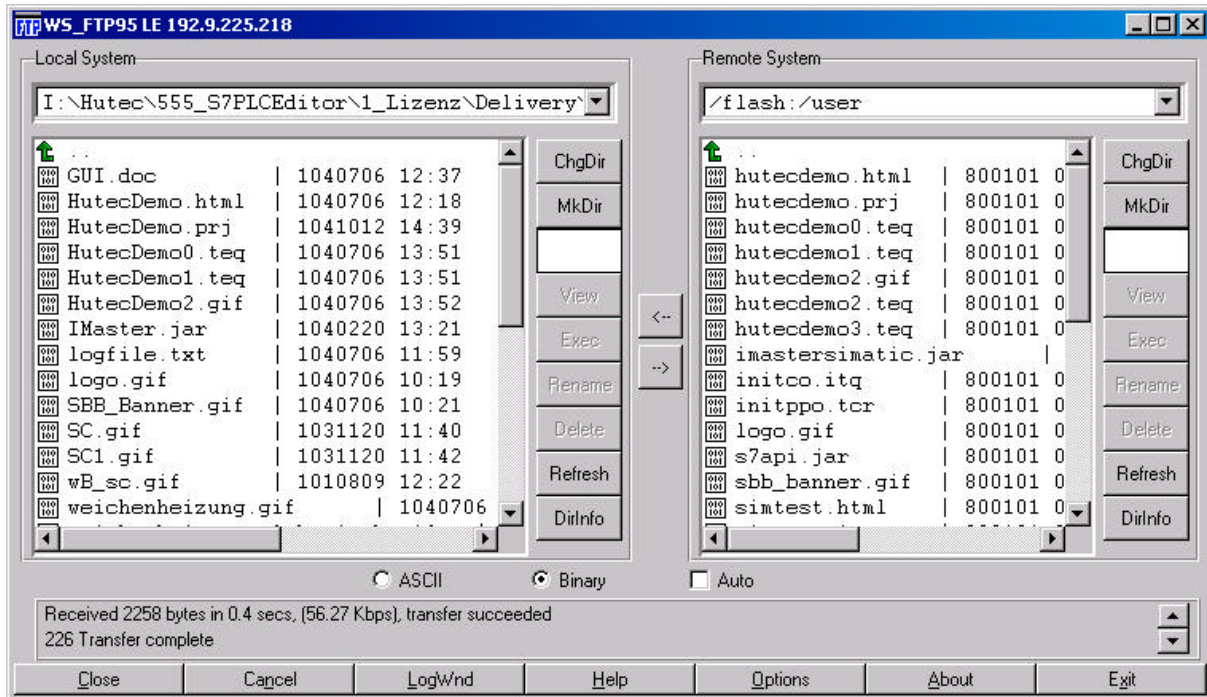 WS_FTP95 LE 192.9.225.218
Local System
I:\Hutec\555_S7PLCEditor\1_Lizenz\Delivery\
..
GUI.doc | 1040706 12:37
HutecDemo.html | 1040706 12:18
HutecDemo.prj | 1041012 14:39
HutecDemo0.teq | 1040706 13:51
HutecDemo1.teq | 1040706 13:51
HutecDemo2.gif | 1040706 13:52
IMaster.jar | 1040220 13:21
logfile.txt | 1040706 11:59
logo.gif | 1040706 10:19
SBB_Banner.gif | 1040706 10:21
SC.gif | 1031120 11:40
SC1.gif | 1031120 11:42
wB_sc.gif | 1010809 12:22
weichenheizung.gif | 1040706
ChgDir
MkDir
View
Exec
Rename
Delete
Refresh
DirInfo
<--
-->
Remote System
/flash:/user
..
hutecdemo.html | 800101 0
hutecdemo.prj | 800101 0
hutecdemo0.teq | 800101 0
hutecdemo1.teq | 800101 0
hutecdemo2.gif | 800101 0
hutecdemo2.teq | 800101 0
hutecdemo3.teq | 800101 0
imastersimatic.jar |
initco.itq | 800101 0
initppo.tcr | 800101 0
logo.gif | 800101 0
s7api.jar | 800101 0
sbb_banner.gif | 800101 0
simtest.html | 800101 0
ChgDir
MkDir
View
Exec
Rename
Delete
Refresh
DirInfo
ASCII Binary Auto
Received 2258 bytes in 0.4 secs, (56.27 Kbps), transfer succeeded
226 Transfer complete
Close Cancel LogWnd Help Options About Exit